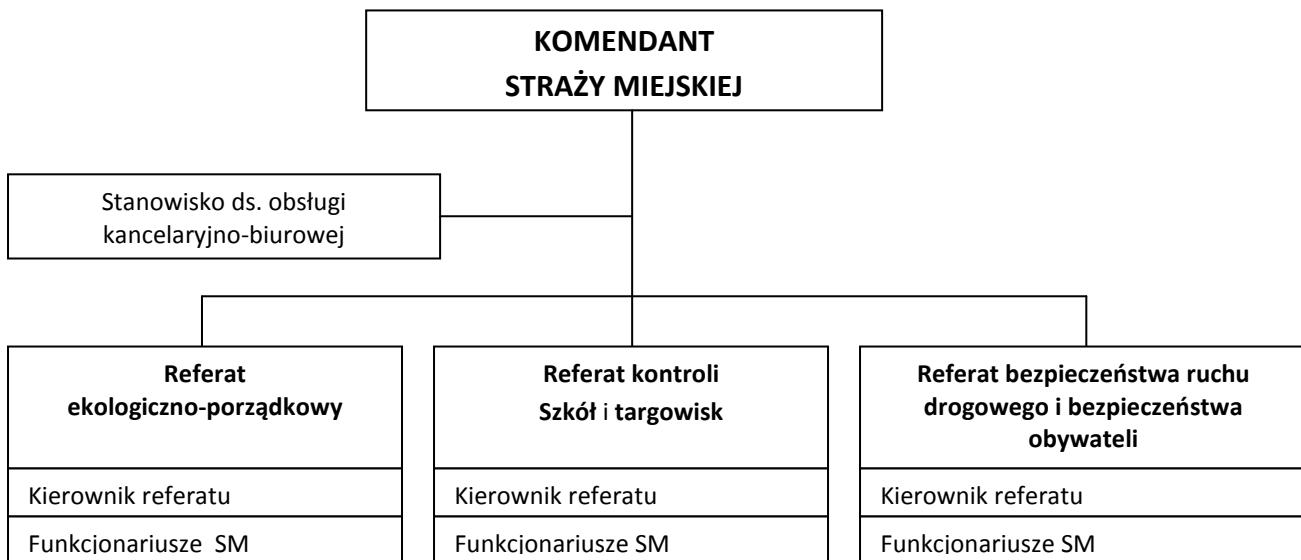 KOMENDANT
STRAŻY MIEJSKIEJ
Stanowisko ds. obsługi
kancelaryjno-biurowej
Referat
ekologiczno-porządkowy
Kierownik referatu
Funkcjonariusze SM
Referat kontroli
Szkół i targowisk
Kierownik referatu
Funkcjonariusze SM
Referat bezpieczeństwa ruchu
drogowego i bezpieczeństwa
obywateli
Kierownik referatu
Funkcjonariusze SM